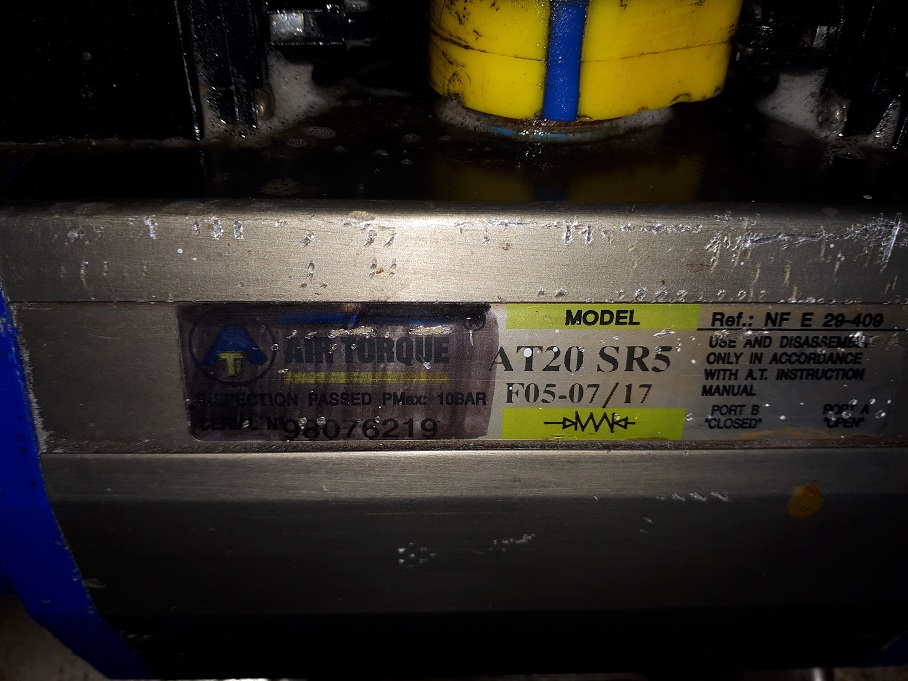 AIR TORQUE
INSPECTION PASSED PMax: 10BAR
SERIAL N° 98076219
MODEL
AT20 SR5
F05-07/17
Ref.: NF E 29-409
USE AND DISASSEMBLY
ONLY IN ACCORDANCE
WITH A.T. INSTRUCTION
MANUAL
PORT B PORT A
"CLOSED" "OPEN"